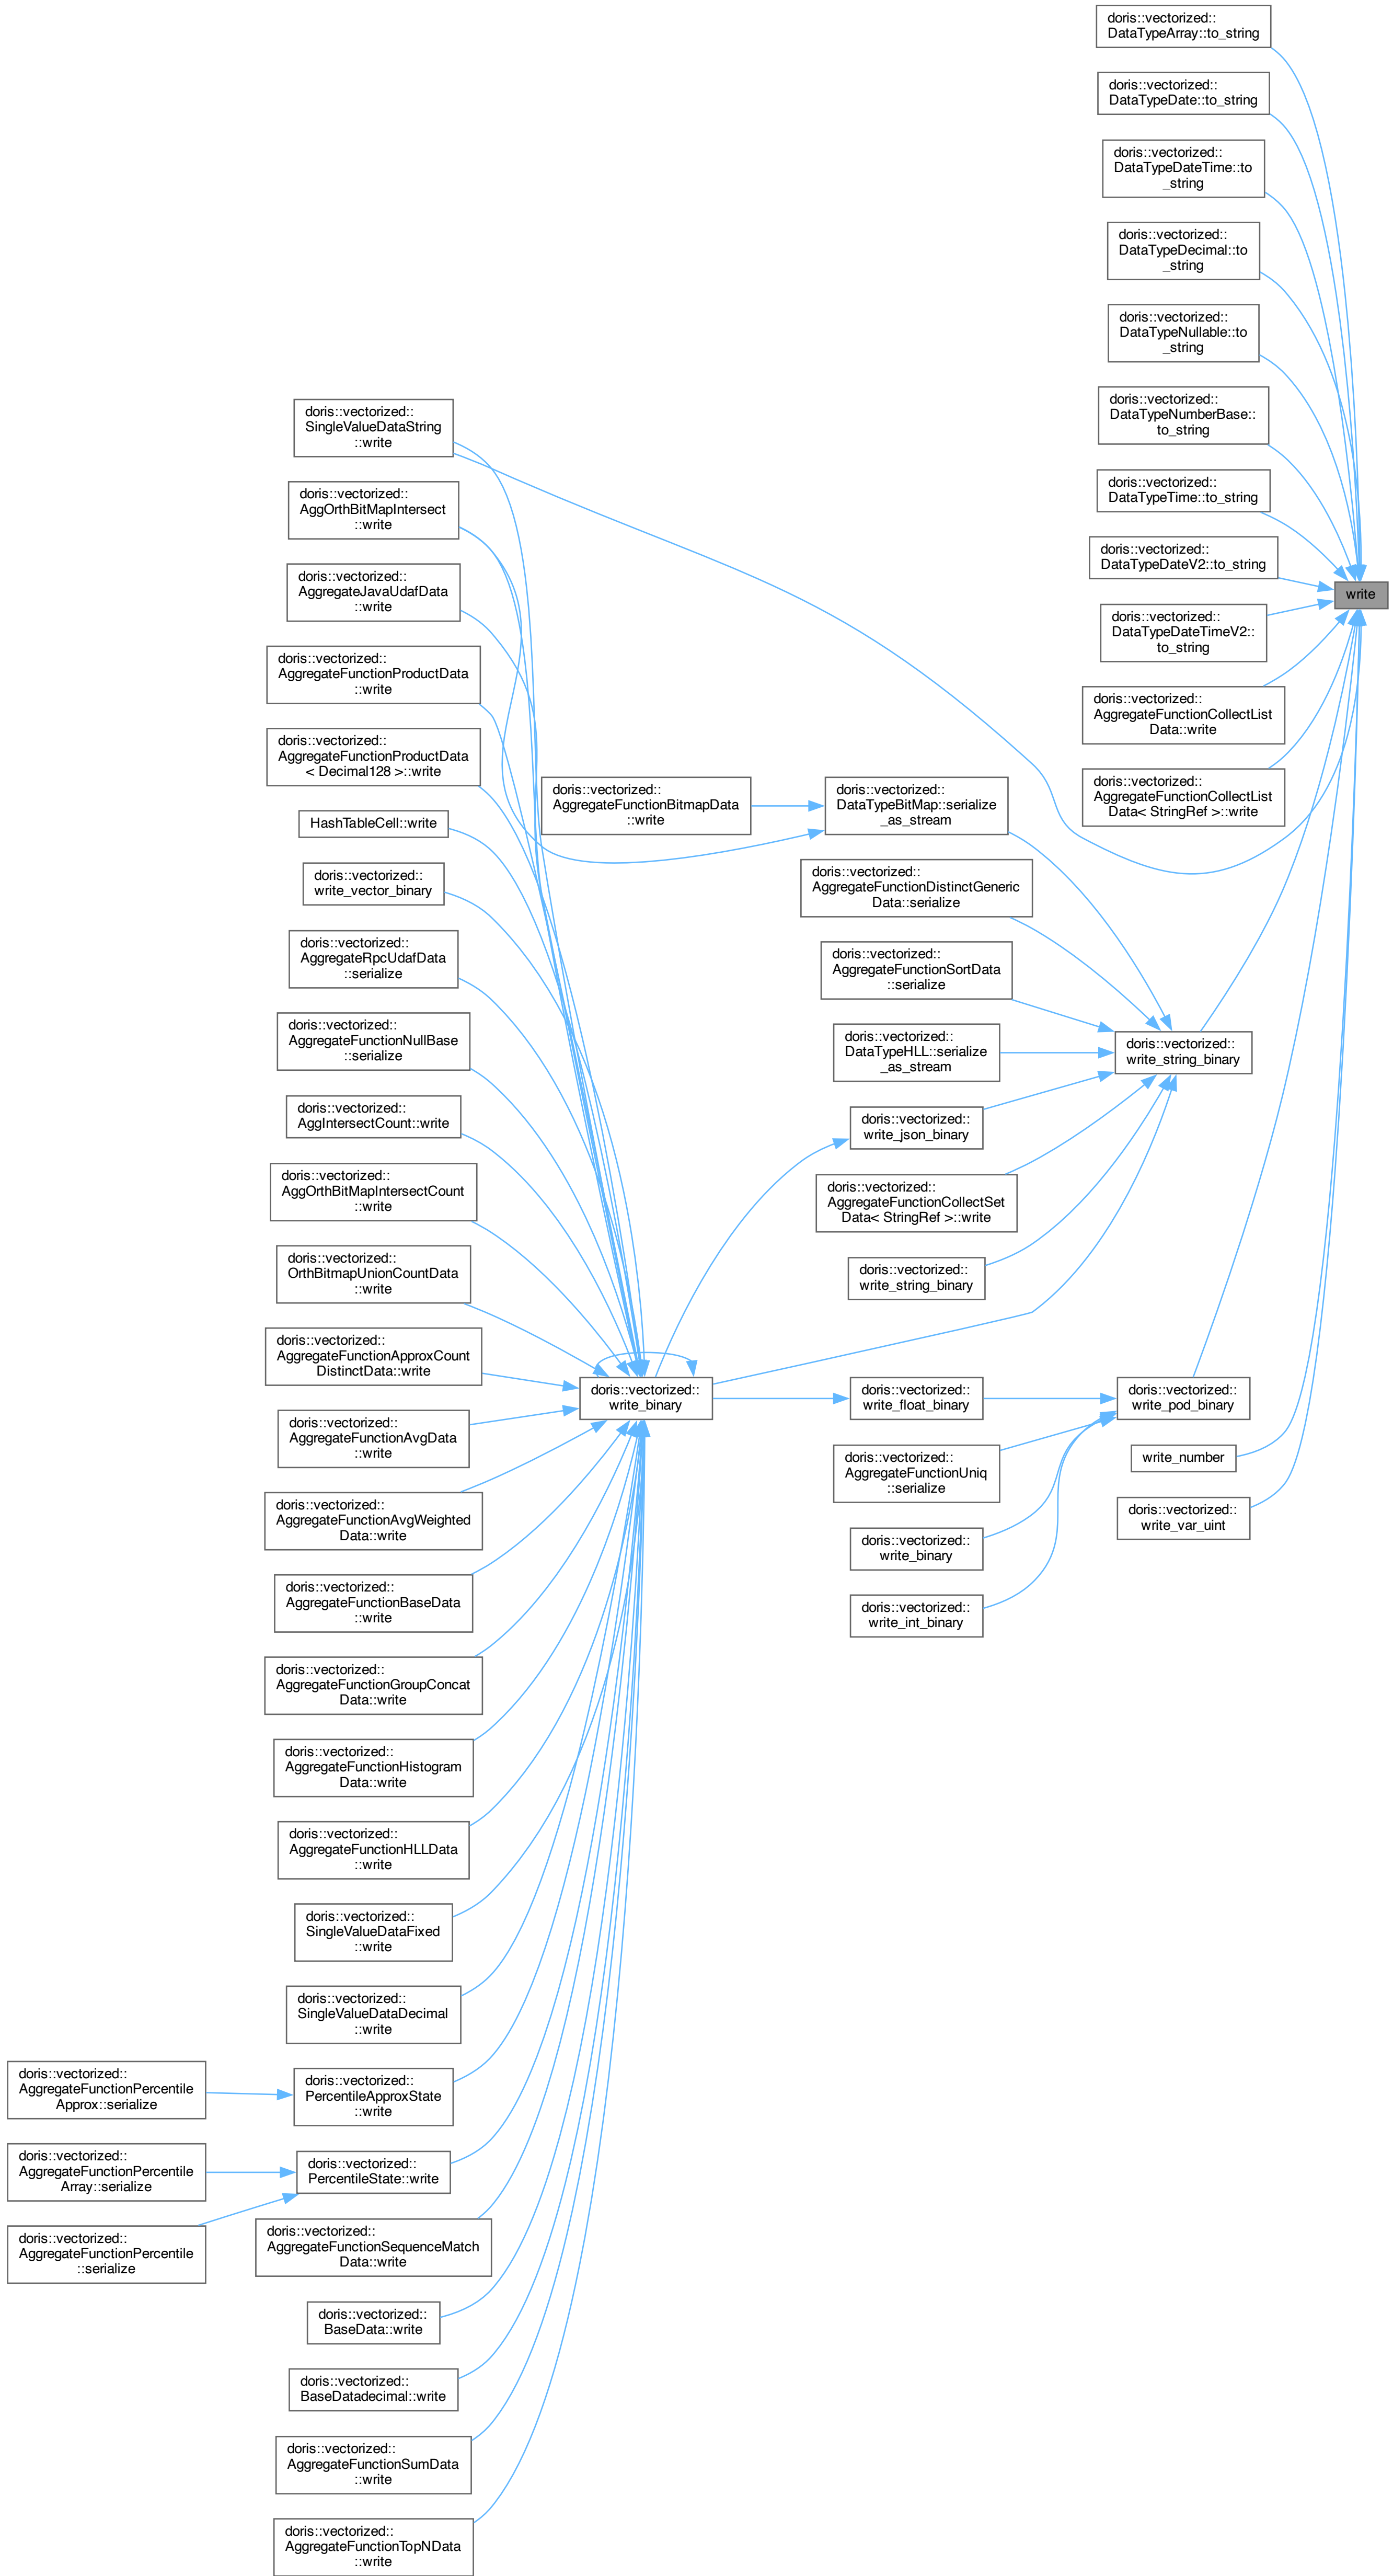 doris::vectorized::
DataTypeArray::to_string
doris::vectorized::
DataTypeDate::to_string
doris::vectorized::
DataTypeDateTime::to
_string
doris::vectorized::
DataTypeDecimal::to
_string
doris::vectorized::
DataTypeNullable::to
_string
doris::vectorized::
DataTypeNumberBase::
to_string
doris::vectorized::
DataTypeTime::to_string
doris::vectorized::
DataTypeDateV2::to_string
write
doris::vectorized::
DataTypeDateTimeV2::
to_string
doris::vectorized::
AggregateFunctionCollectList
Data::write
doris::vectorized::
AggregateFunctionCollectList
Data< StringRef >::write
doris::vectorized::
write_string_binary
doris::vectorized::
write_pod_binary
write_number
doris::vectorized::
write_var_uint
doris::vectorized::
AggregateFunctionBitmapData
::write
doris::vectorized::
DataTypeBitMap::serialize
_as_stream
doris::vectorized::
AggregateFunctionDistinctGeneric
Data::serialize
doris::vectorized::
AggregateFunctionSortData
::serialize
doris::vectorized::
DataTypeHLL::serialize
_as_stream
doris::vectorized::
write_json_binary
doris::vectorized::
AggregateFunctionCollectSet
Data< StringRef >::write
doris::vectorized::
write_string_binary
doris::vectorized::
write_float_binary
doris::vectorized::
AggregateFunctionUniq
::serialize
doris::vectorized::
write_binary
doris::vectorized::
write_int_binary
doris::vectorized::
write_binary
doris::vectorized::
SingleValueDataString
::write
doris::vectorized::
AggOrthBitMapIntersect
::write
doris::vectorized::
AggregateJavaUdafData
::write
doris::vectorized::
AggregateFunctionProductData
::write
doris::vectorized::
AggregateFunctionProductData
< Decimal128 >::write
HashTableCell::write
doris::vectorized::
write_vector_binary
doris::vectorized::
AggregateRpcUdafData
::serialize
doris::vectorized::
AggregateFunctionNullBase
::serialize
doris::vectorized::
AggIntersectCount::write
doris::vectorized::
AggOrthBitMapIntersectCount
::write
doris::vectorized::
OrthBitmapUnionCountData
::write
doris::vectorized::
AggregateFunctionApproxCount
DistinctData::write
doris::vectorized::
AggregateFunctionAvgData
::write
doris::vectorized::
AggregateFunctionAvgWeighted
Data::write
doris::vectorized::
AggregateFunctionBaseData
::write
doris::vectorized::
AggregateFunctionGroupConcat
Data::write
doris::vectorized::
AggregateFunctionHistogram
Data::write
doris::vectorized::
AggregateFunctionHLLData
::write
doris::vectorized::
SingleValueDataFixed
::write
doris::vectorized::
SingleValueDataDecimal
::write
doris::vectorized::
PercentileApproxState
::write
doris::vectorized::
AggregateFunctionPercentile
Approx::serialize
doris::vectorized::
PercentileState::write
doris::vectorized::
AggregateFunctionPercentile
Array::serialize
doris::vectorized::
AggregateFunctionPercentile
::serialize
doris::vectorized::
AggregateFunctionSequenceMatch
Data::write
doris::vectorized::
BaseData::write
doris::vectorized::
BaseDatadecimal::write
doris::vectorized::
AggregateFunctionSumData
::write
doris::vectorized::
AggregateFunctionTopNData
::write